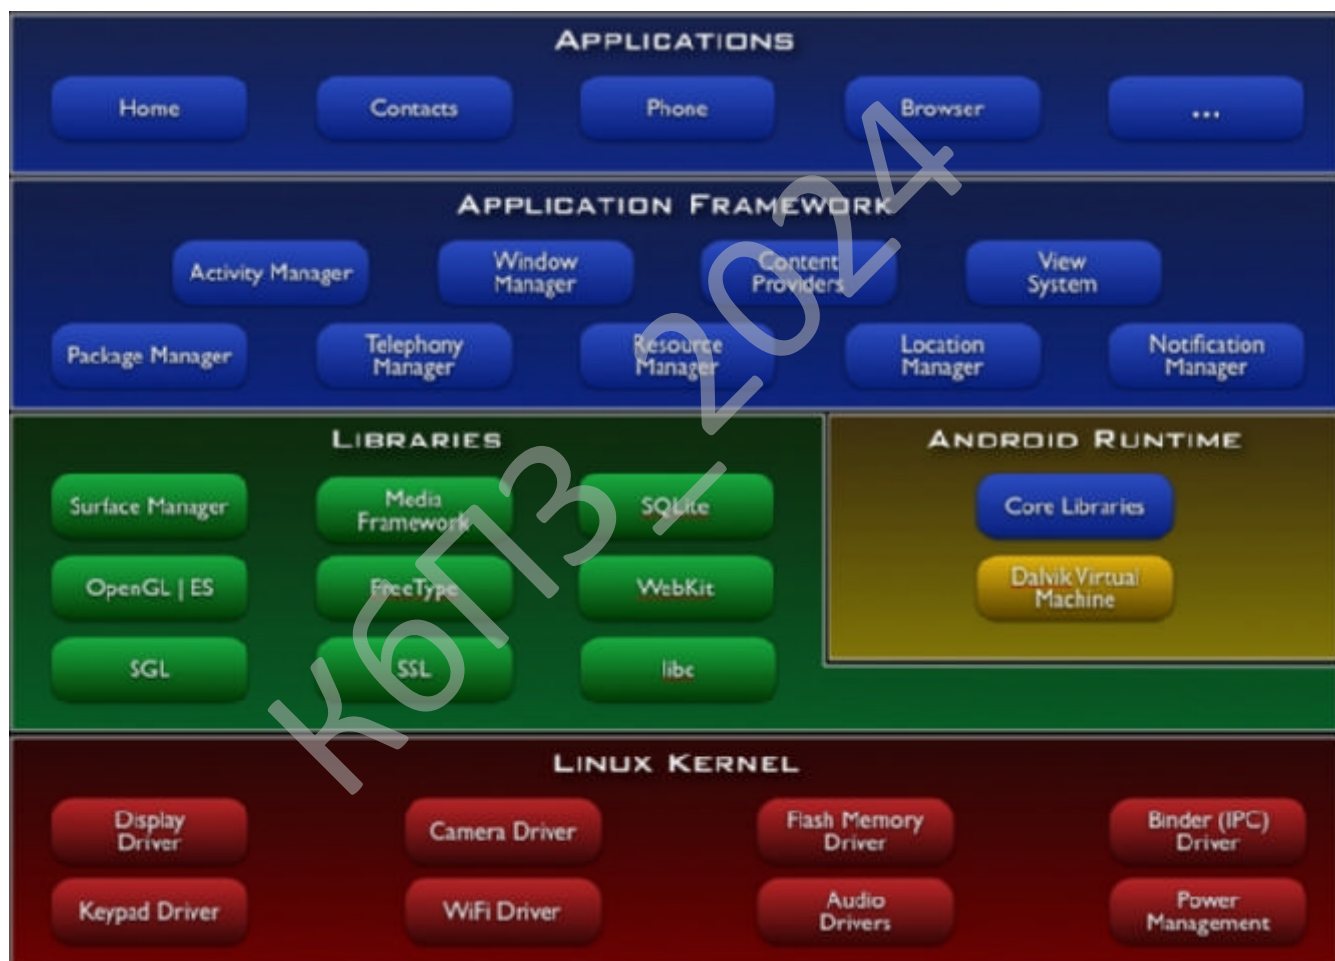 APPLICATIONS
Home Contacts Phone Browser ...
APPLICATION FRAMEWORK
Activity Manager
Window
Manager
Content
Providers
View
System
Package Manager
Telephony
Manager
Resource
Manager
Location
Manager
Notification
Manager
LIBRARIES
Surface Manager
Media
Framework
SQLite
OpenGL | ES
FreeType
WebKit
SGL
SSL
libc
ANDROID RUNTIME
Core Libraries
Dalvik Virtual
Machine
LINUX KERNEL
Display
Driver
Camera Driver
Flash Memory
Driver
Binder (IPC)
Driver
Keypad Driver
WiFi Driver
Audio
Drivers
Power
Management
КбПЗ_2024